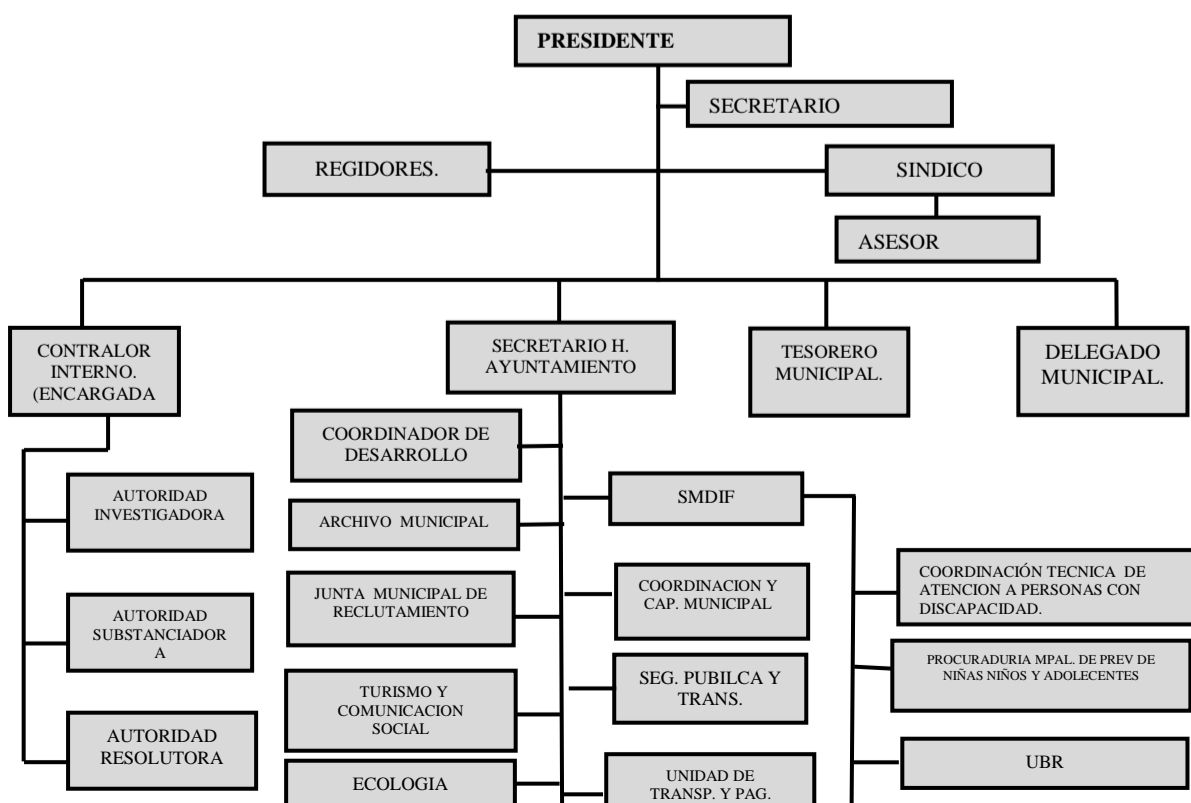 PRESIDENTE
SECRETARIO
REGIDORES.
SINDICO
ASESOR
CONTRALOR
INTERNO.
(ENCARGADA
SECRETARIO H.
AYUNTAMIENTO
TESORERO
MUNICIPAL.
DELEGADO
MUNICIPAL.
COORDINADOR DE
DESARROLLO
SMDIF
AUTORIDAD
INVESTIGADORA
ARCHIVO MUNICIPAL
COORDINACION Y
CAP. MUNICIPAL
COORDINACIÓN TECNICA DE
ATENCION A PERSONAS CON
DISCAPACIDAD.
JUNTA MUNICIPAL DE
RECLUTAMIENTO
AUTORIDAD
SUBSTANCIADOR
A
SEG. PUBILCA Y
TRANS.
PROCURADURIA MPAL. DE PREV DE
NIÑAS NIÑOS Y ADOLECENTES
TURISMO Y
COMUNICACION
SOCIAL
AUTORIDAD
RESOLUTORA
UBR
ECOLOGIA
UNIDAD DE
TRANSP. Y PAG.